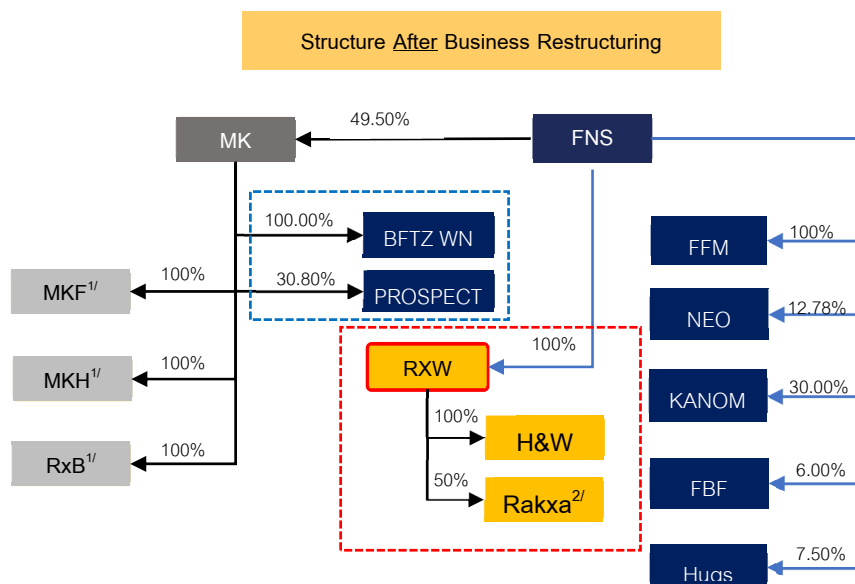 Structure After Business Restructuring
49.50%
MK
FNS
100.00%
BFTZ WN
FFM
100%
100%
MKF1/
30.80%
PROSPECT
NEO
12.78%
100%
RXW
100%
MKH1/
KANOM
30.00%
100%
H&W
100%
RxB1/
50%
Rakxa2/
FBF
6.00%
Hugs
7.50%